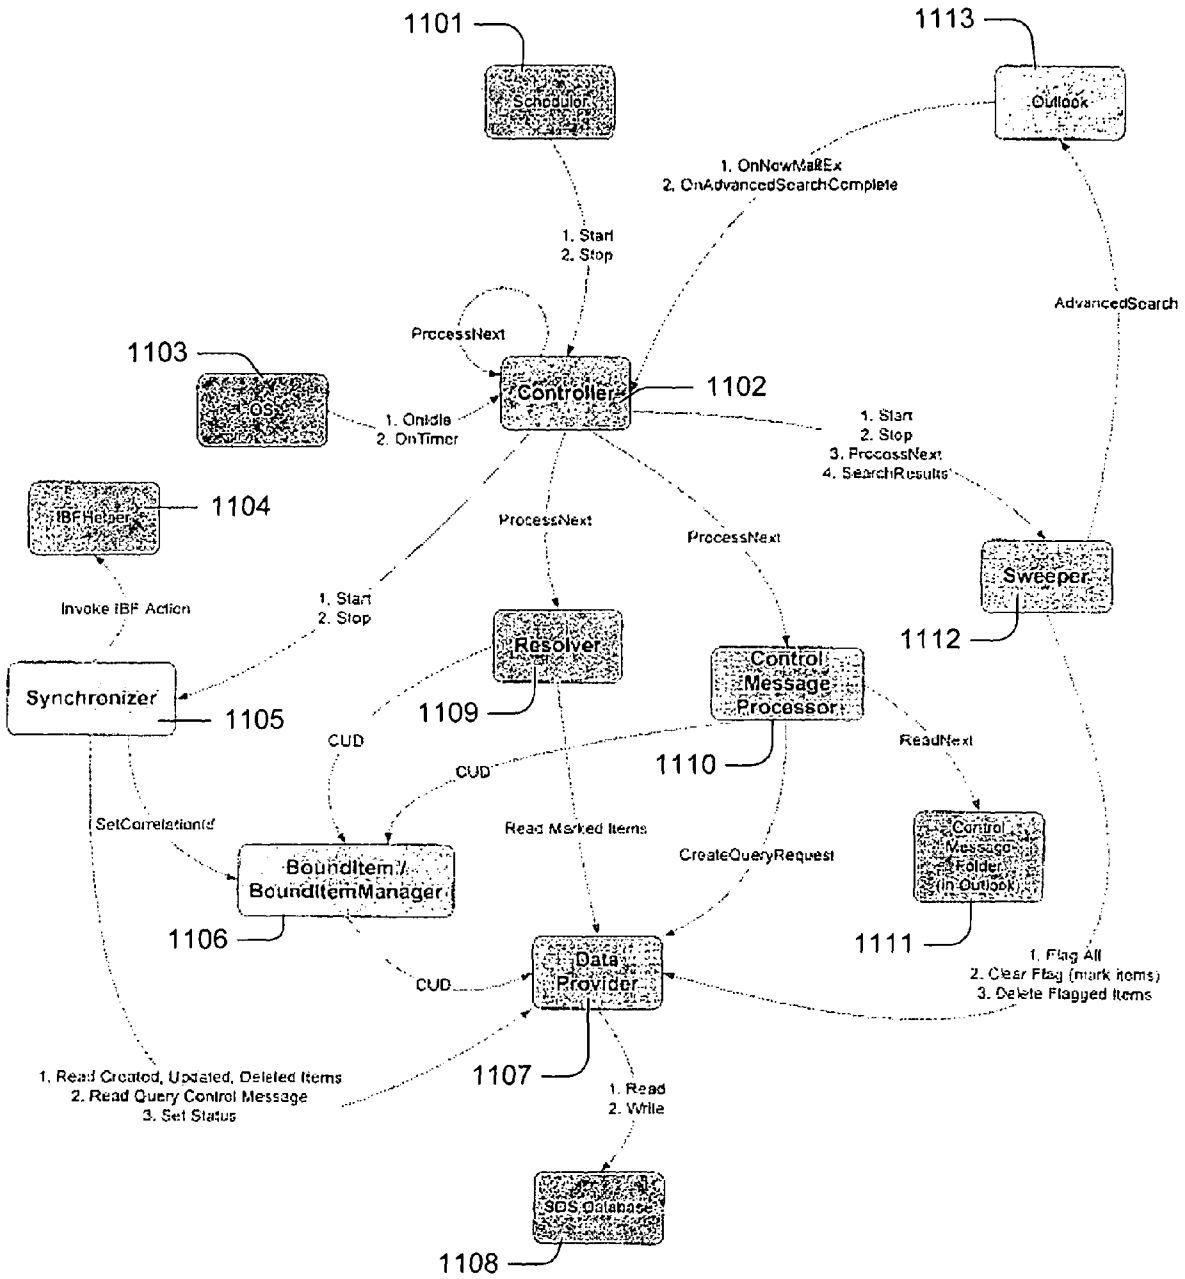 1101
1113
Schedulor
Outlook
1. OnNowMailEx
2. OnAdvancedSearchComplete
1. Start
2. Stop
AdvancedSearch
ProcessNext
1103
1102
OS
Controller
1. OnIdle
2. OnTimer
1. Start
2. Stop
3. ProcessNext
4. SearchResults
1104
IBFHelper
ProcessNext
ProcessNext
Sweeper
Invoke IBF Action
1. Start
2. Stop
1112
Resolver
Control
Message
Processor
Synchronizer
1105
1109
ReadNext
1110
CUD
CUD
SetCorrelationId
Read Marked Items
CreateQueryRequest
Control
Message
Folder
(in Outlook)
BoundItem /
BoundItemManager
1106
1111
Data
Provider
CUD
1. Flag All
2. Clear Flag (mark items)
3. Delete Flagged Items
1. Read Created, Updated, Deleted Items
2. Read Query Control Message
3. Set Status
1107
1. Read
2. Write
SDS Database
1108